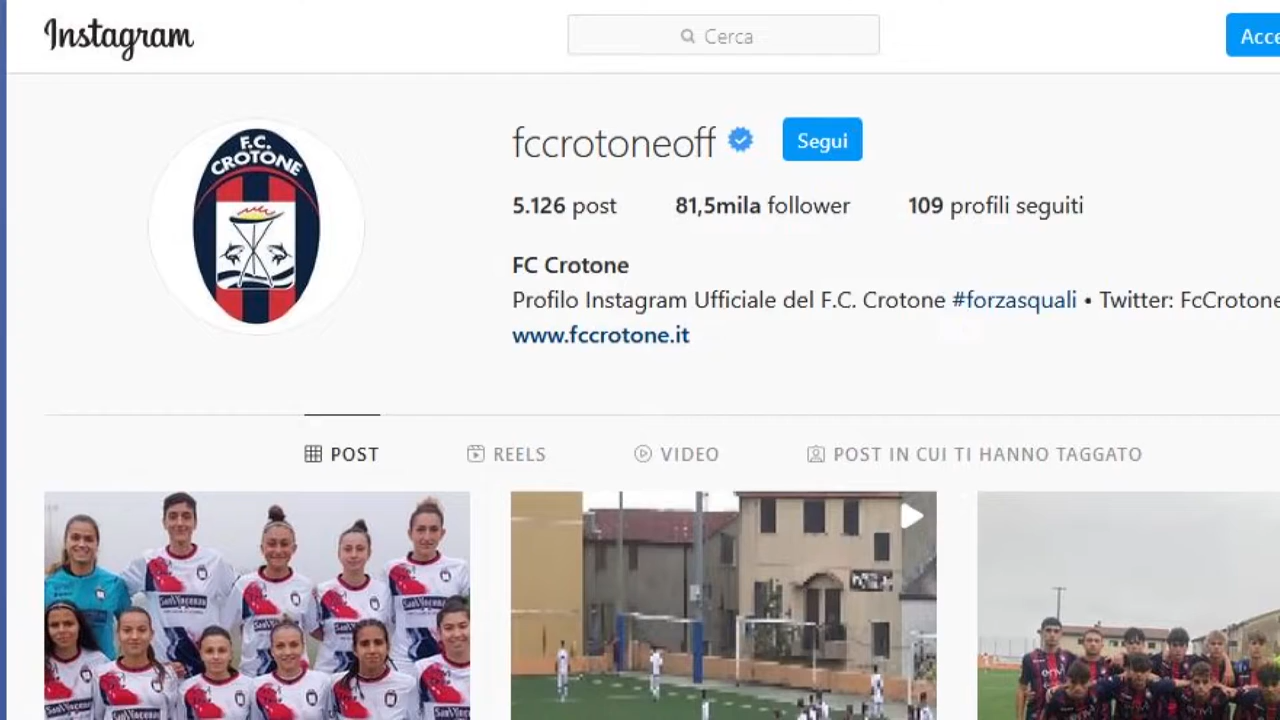 Instagram
Cerca
Acce
F.C.
CROTONE
fccrotoneoff
Segui
5.126 post 81,5mila follower 109 profili seguiti
FC Crotone
Profilo Instagram Ufficiale del F.C. Crotone #forzasquali • Twitter: FcCrotone
www.fccrotone.it
POST REELS VIDEO POST IN CUI TI HANNO TAGGATO